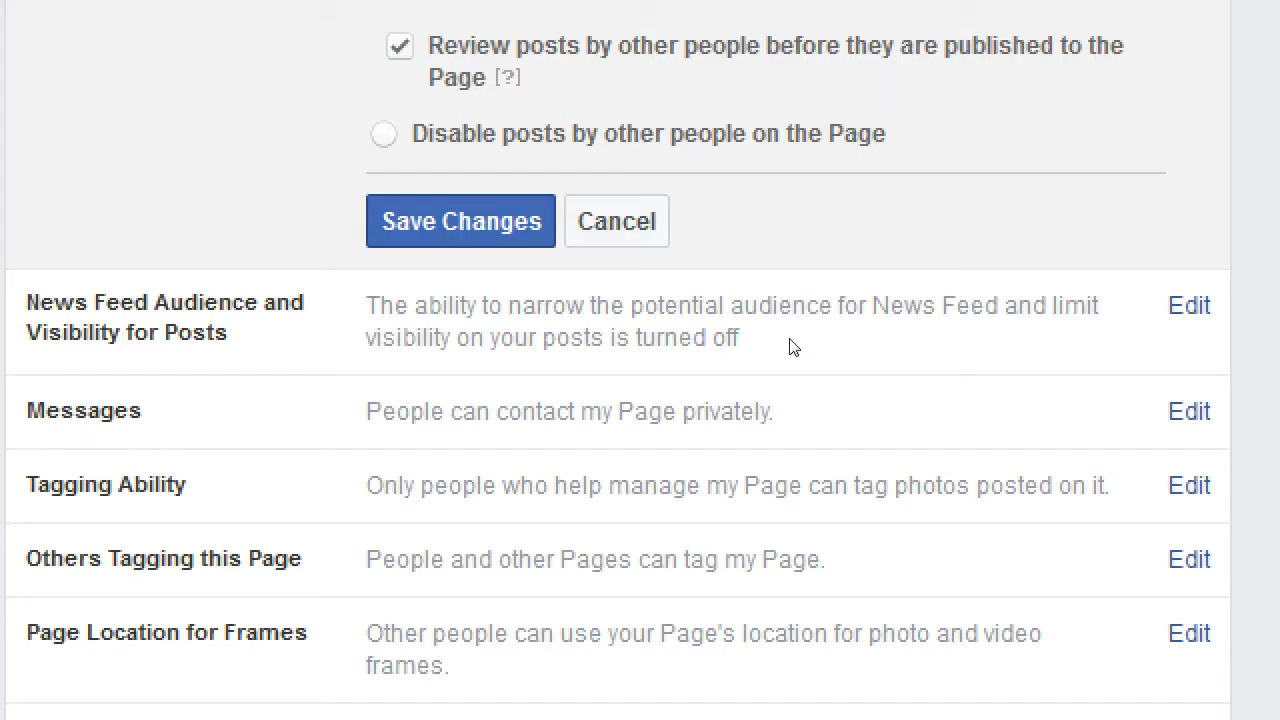 Review posts by other people before they are published to the
Page [?]
Disable posts by other people on the Page
Save Changes
Cancel
News Feed Audience and
Visibility for Posts
The ability to narrow the potential audience for News Feed and limit
visibility on your posts is turned off
Edit
Messages
People can contact my Page privately.
Edit
Tagging Ability
Only people who help manage my Page can tag photos posted on it.
Edit
Others Tagging this Page
People and other Pages can tag my Page.
Edit
Page Location for Frames
Other people can use your Page's location for photo and video
frames.
Edit